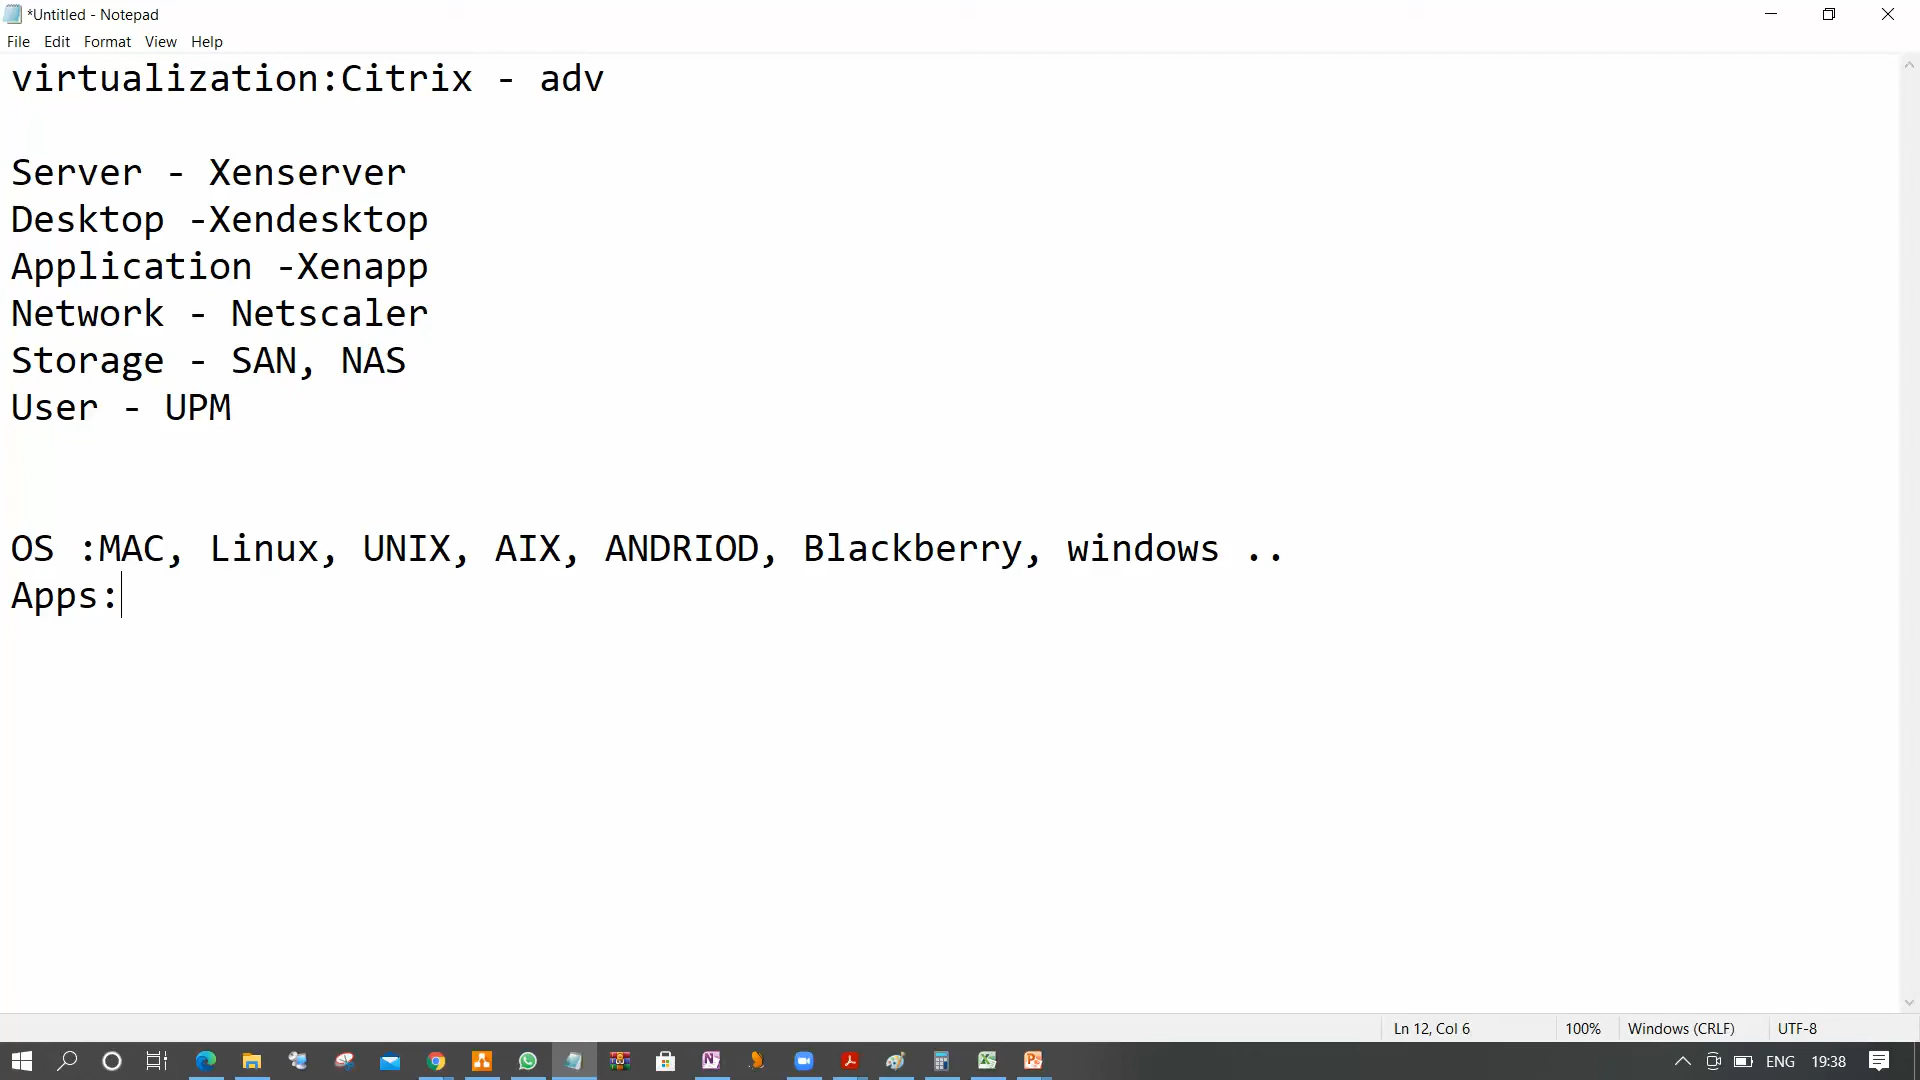 *Untitled - Notepad
File Edit Format View Help
virtualization:Citrix - adv
Server - Xenserver
Desktop -Xendesktop
Application -Xenapp
Network - Netscaler
Storage - SAN, NAS
User - UPM
OS :MAC, Linux, UNIX, AIX, ANDRIOD, Blackberry, windows ..
Apps:
Ln 12, Col 6 100% Windows (CRLF) UTF-8
ENG 19:38